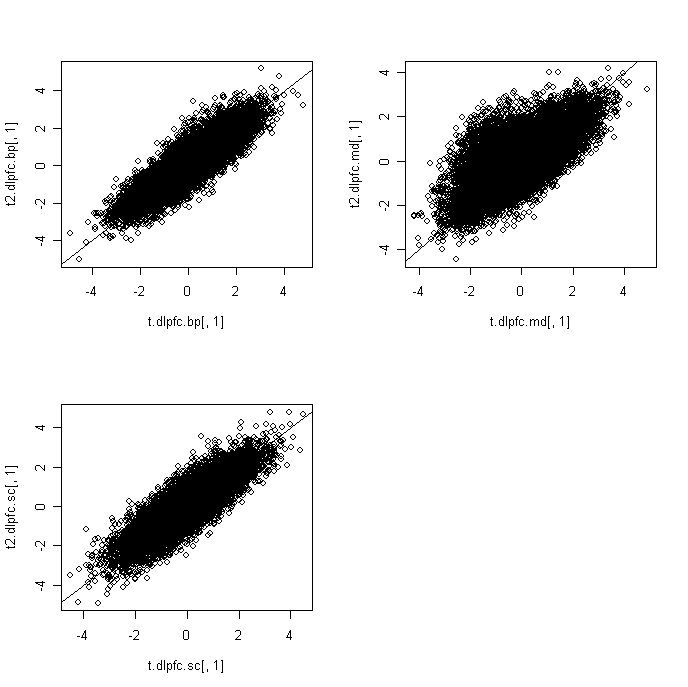 4
2
0
-2
-4
t2.dlpfc.bp[, 1]
-4 -2 0 2 4
t.dlpfc.bp[, 1]
4
2
0
-2
-4
t2.dlpfc.md[, 1]
-4 -2 0 2 4
t.dlpfc.md[, 1]
4
2
0
-2
-4
t2.dlpfc.sc[, 1]
-4 -2 0 2 4
t.dlpfc.sc[, 1]